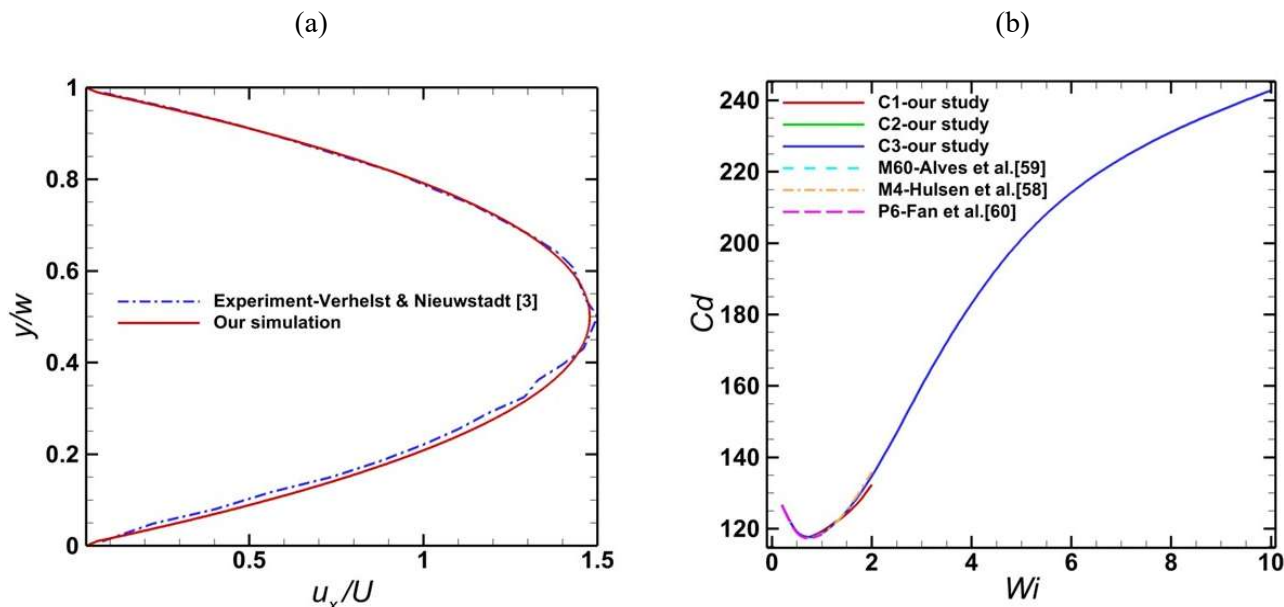 (a)
(b)
1
0.8
0.6
0.4
0.2
0
y/w
Experiment-Verhelst & Nieuwstadt [3]
Our simulation
0.5
1
1.5
u_x/U
240
220
200
180
160
140
120
Cd
C1-our study
C2-our study
C3-our study
M60-Alves et al.[59]
M4-Hulsen et al.[58]
P6-Fan et al.[60]
0
2
4
6
8
10
Wi